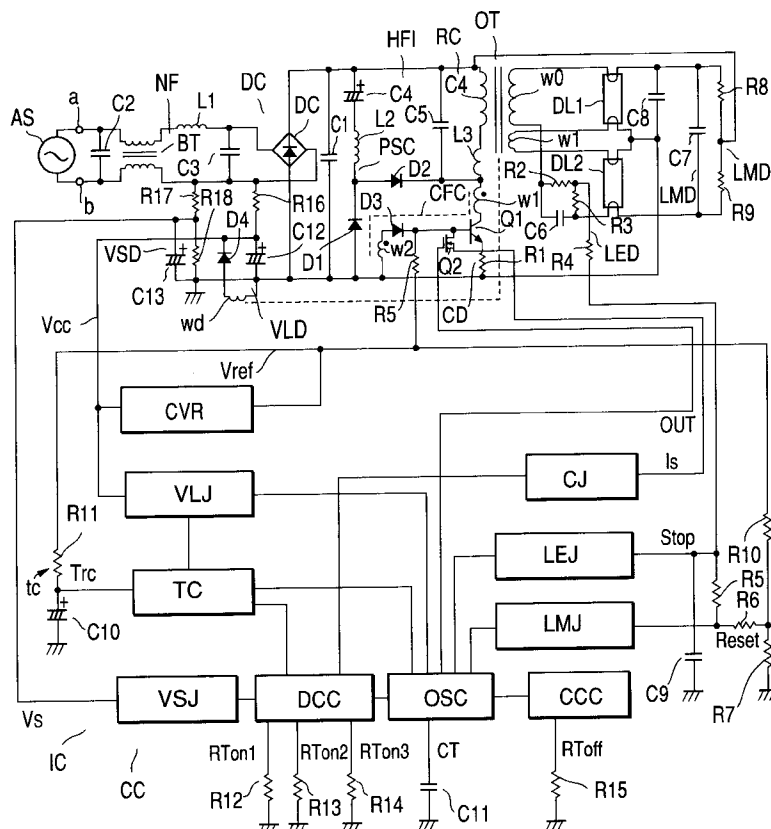 OT
HFI
RC
NF
L1
DC
a
C2
AS
BT
C3
b
DC
C1
C4
L2
PSC
D2
C5
C4
L3
w0
DL1
C8
w1
DL2
C7
R8
LMD
LMD
R9
R17
R18
D4
R16
C12
D3
CFC
w1
Q1
R2
R3
C6
R4
LED
VSD
C13
D1
w2
Q2
R1
CD
R5
wd
VLD
Vcc
Vref
CVR
OUT
VLJ
CJ
Is
R11
tc
Trc
TC
C10
Stop
LEJ
R10
R5
LMJ
R6
Reset
C9
R7
VSJ
DCC
OSC
CCC
Vs
IC
CC
RTon1
RTon2
RTon3
CT
RToff
R12
R13
R14
C11
R15